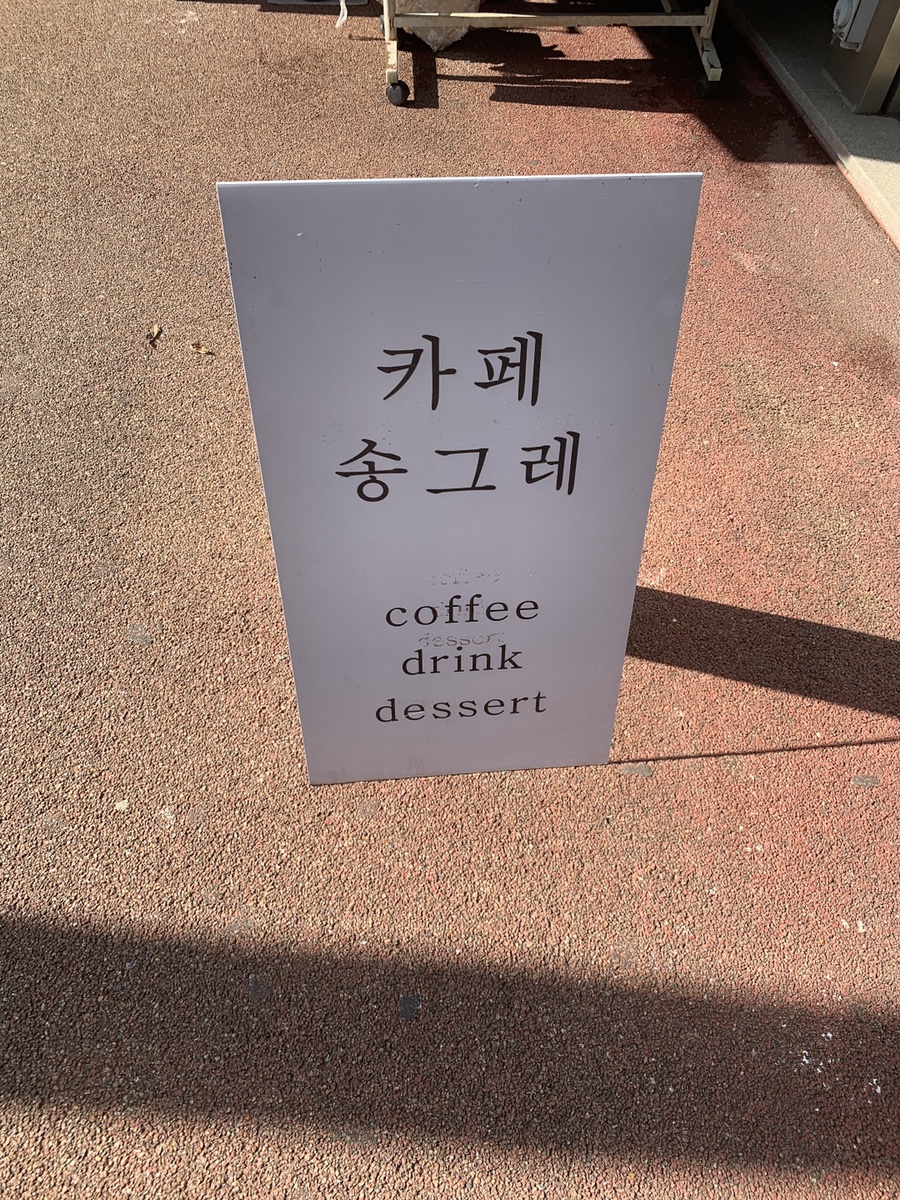 카페
송그레
coffee
drink
dessert